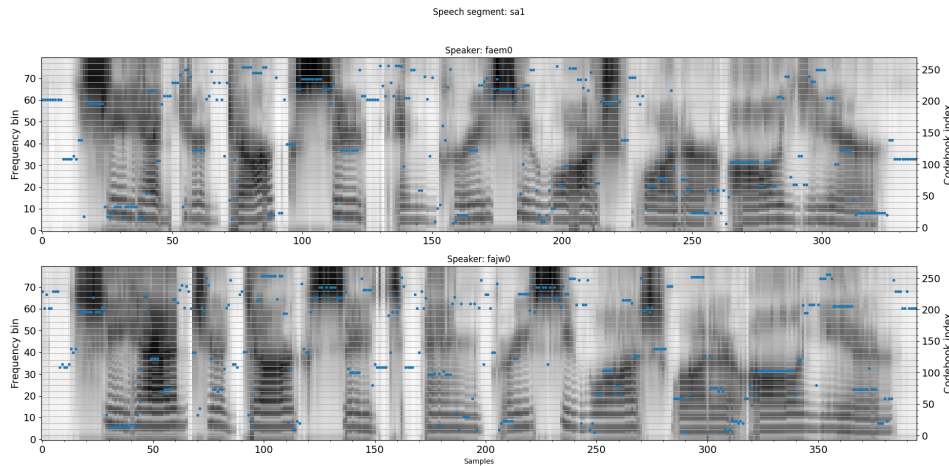 Speech segment: sa1
Speaker: faem0
Frequency bin
70
60
50
40
30
20
10
0
Codebook index
250
200
150
100
50
0
0 50 100 150 200 250 300
Speaker: fajw0
Frequency bin
70
60
50
40
30
20
10
0
Codebook index
250
200
150
100
50
0
0 50 100 150 200 250 300 350
Samples